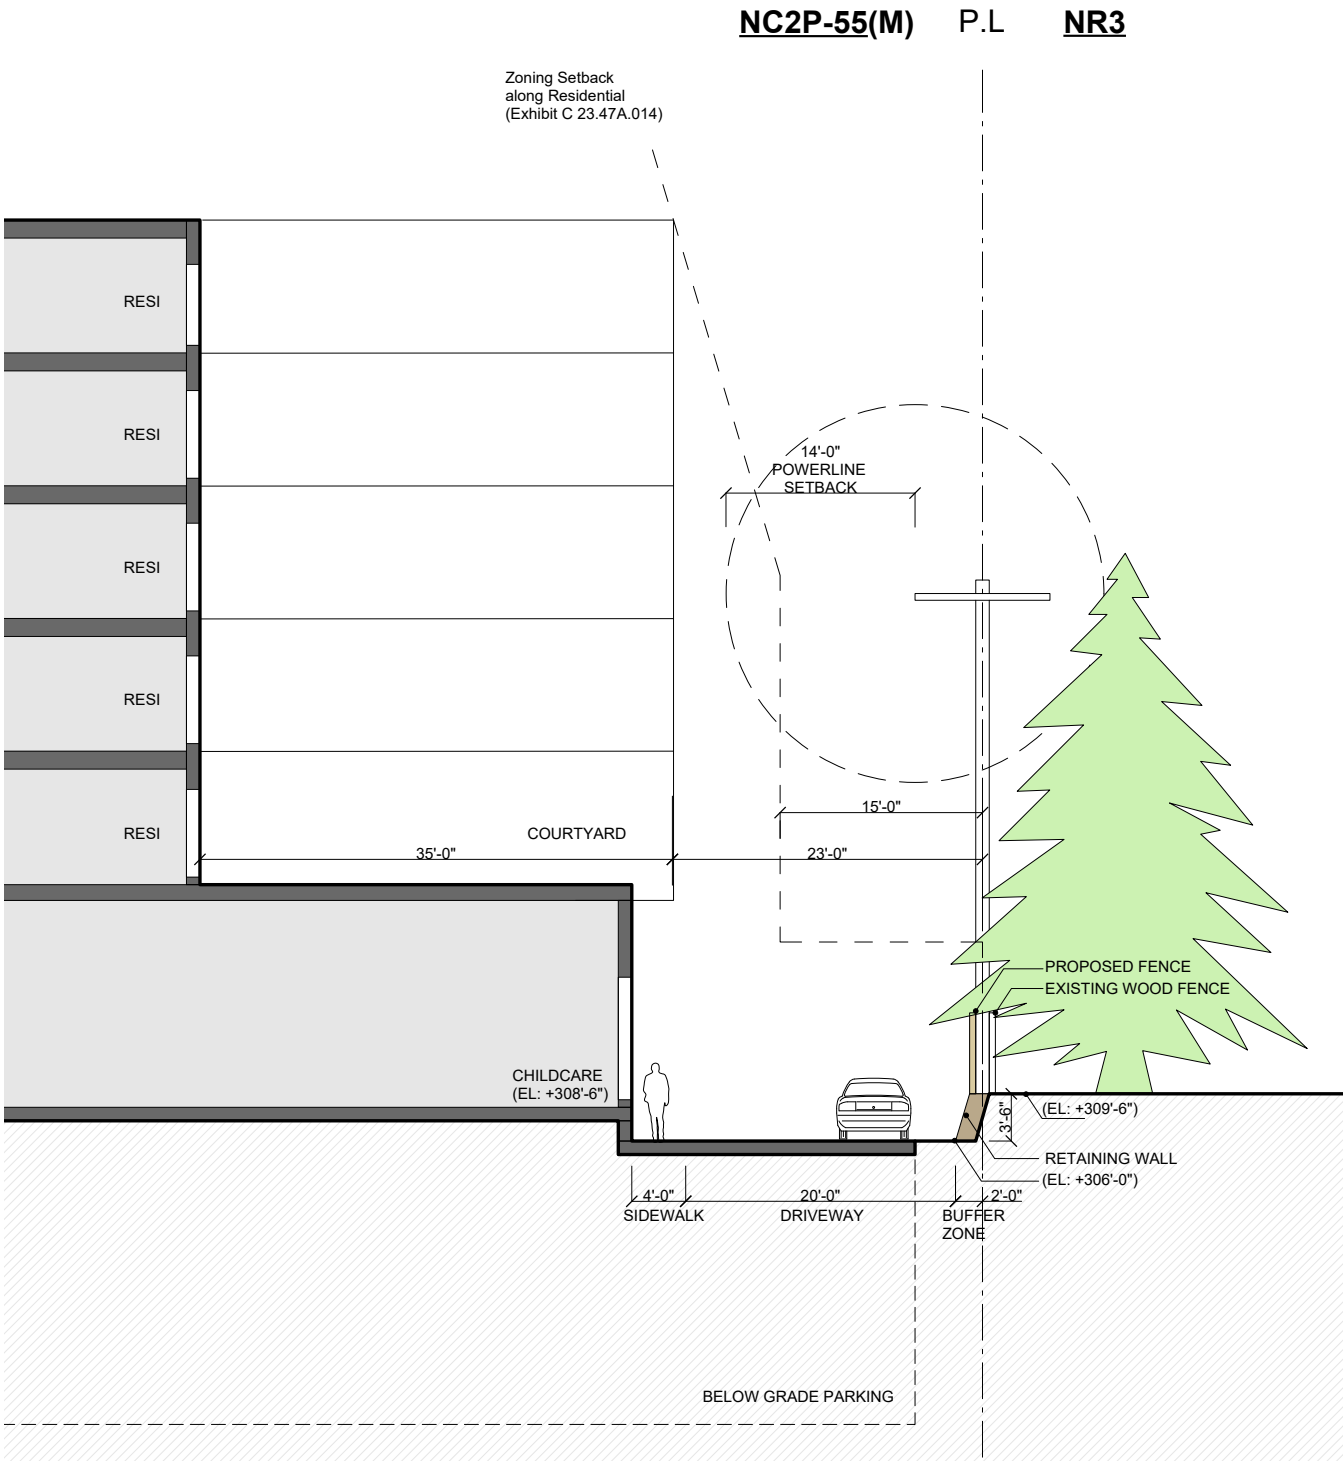 NC2P-55(M) P.L NR3
Zoning Setback
along Residential
(Exhibit C 23.47A.014)
RESI
RESI
14'-0"
POWERLINE
SETBACK
RESI
RESI
15'-0"
RESI
COURTYARD
35'-0"
23'-0"
PROPOSED FENCE
EXISTING WOOD FENCE
CHILDCARE
(EL: +308'-6")
3'-6"
(EL: +309'-6")
RETAINING WALL
(EL: +306'-0")
4'-0"
SIDEWALK
20'-0"
DRIVEWAY
2'-0"
BUFFER
ZONE
BELOW GRADE PARKING